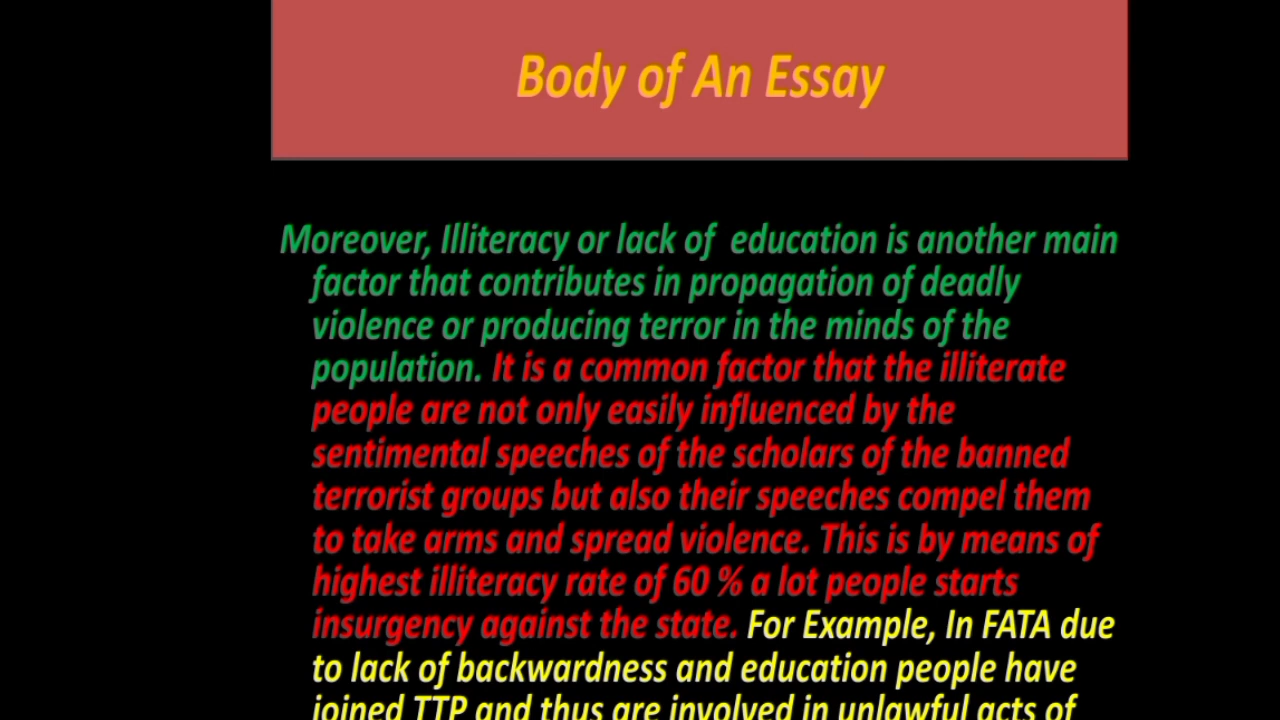 Body of An Essay
Moreover, Illiteracy or lack of education is another main
factor that contributes in propagation of deadly
violence or producing terror in the minds of the
population. It is a common factor that the illiterate
people are not only easily influenced by the
sentimental speeches of the scholars of the banned
terrorist groups but also their speeches compel them
to take arms and spread violence. This is by means of
highest illiteracy rate of 60 % a lot people starts
insurgency against the state. For Example, In FATA due
to lack of backwardness and education people have
joined TTP and thus are involved in unlawful acts of